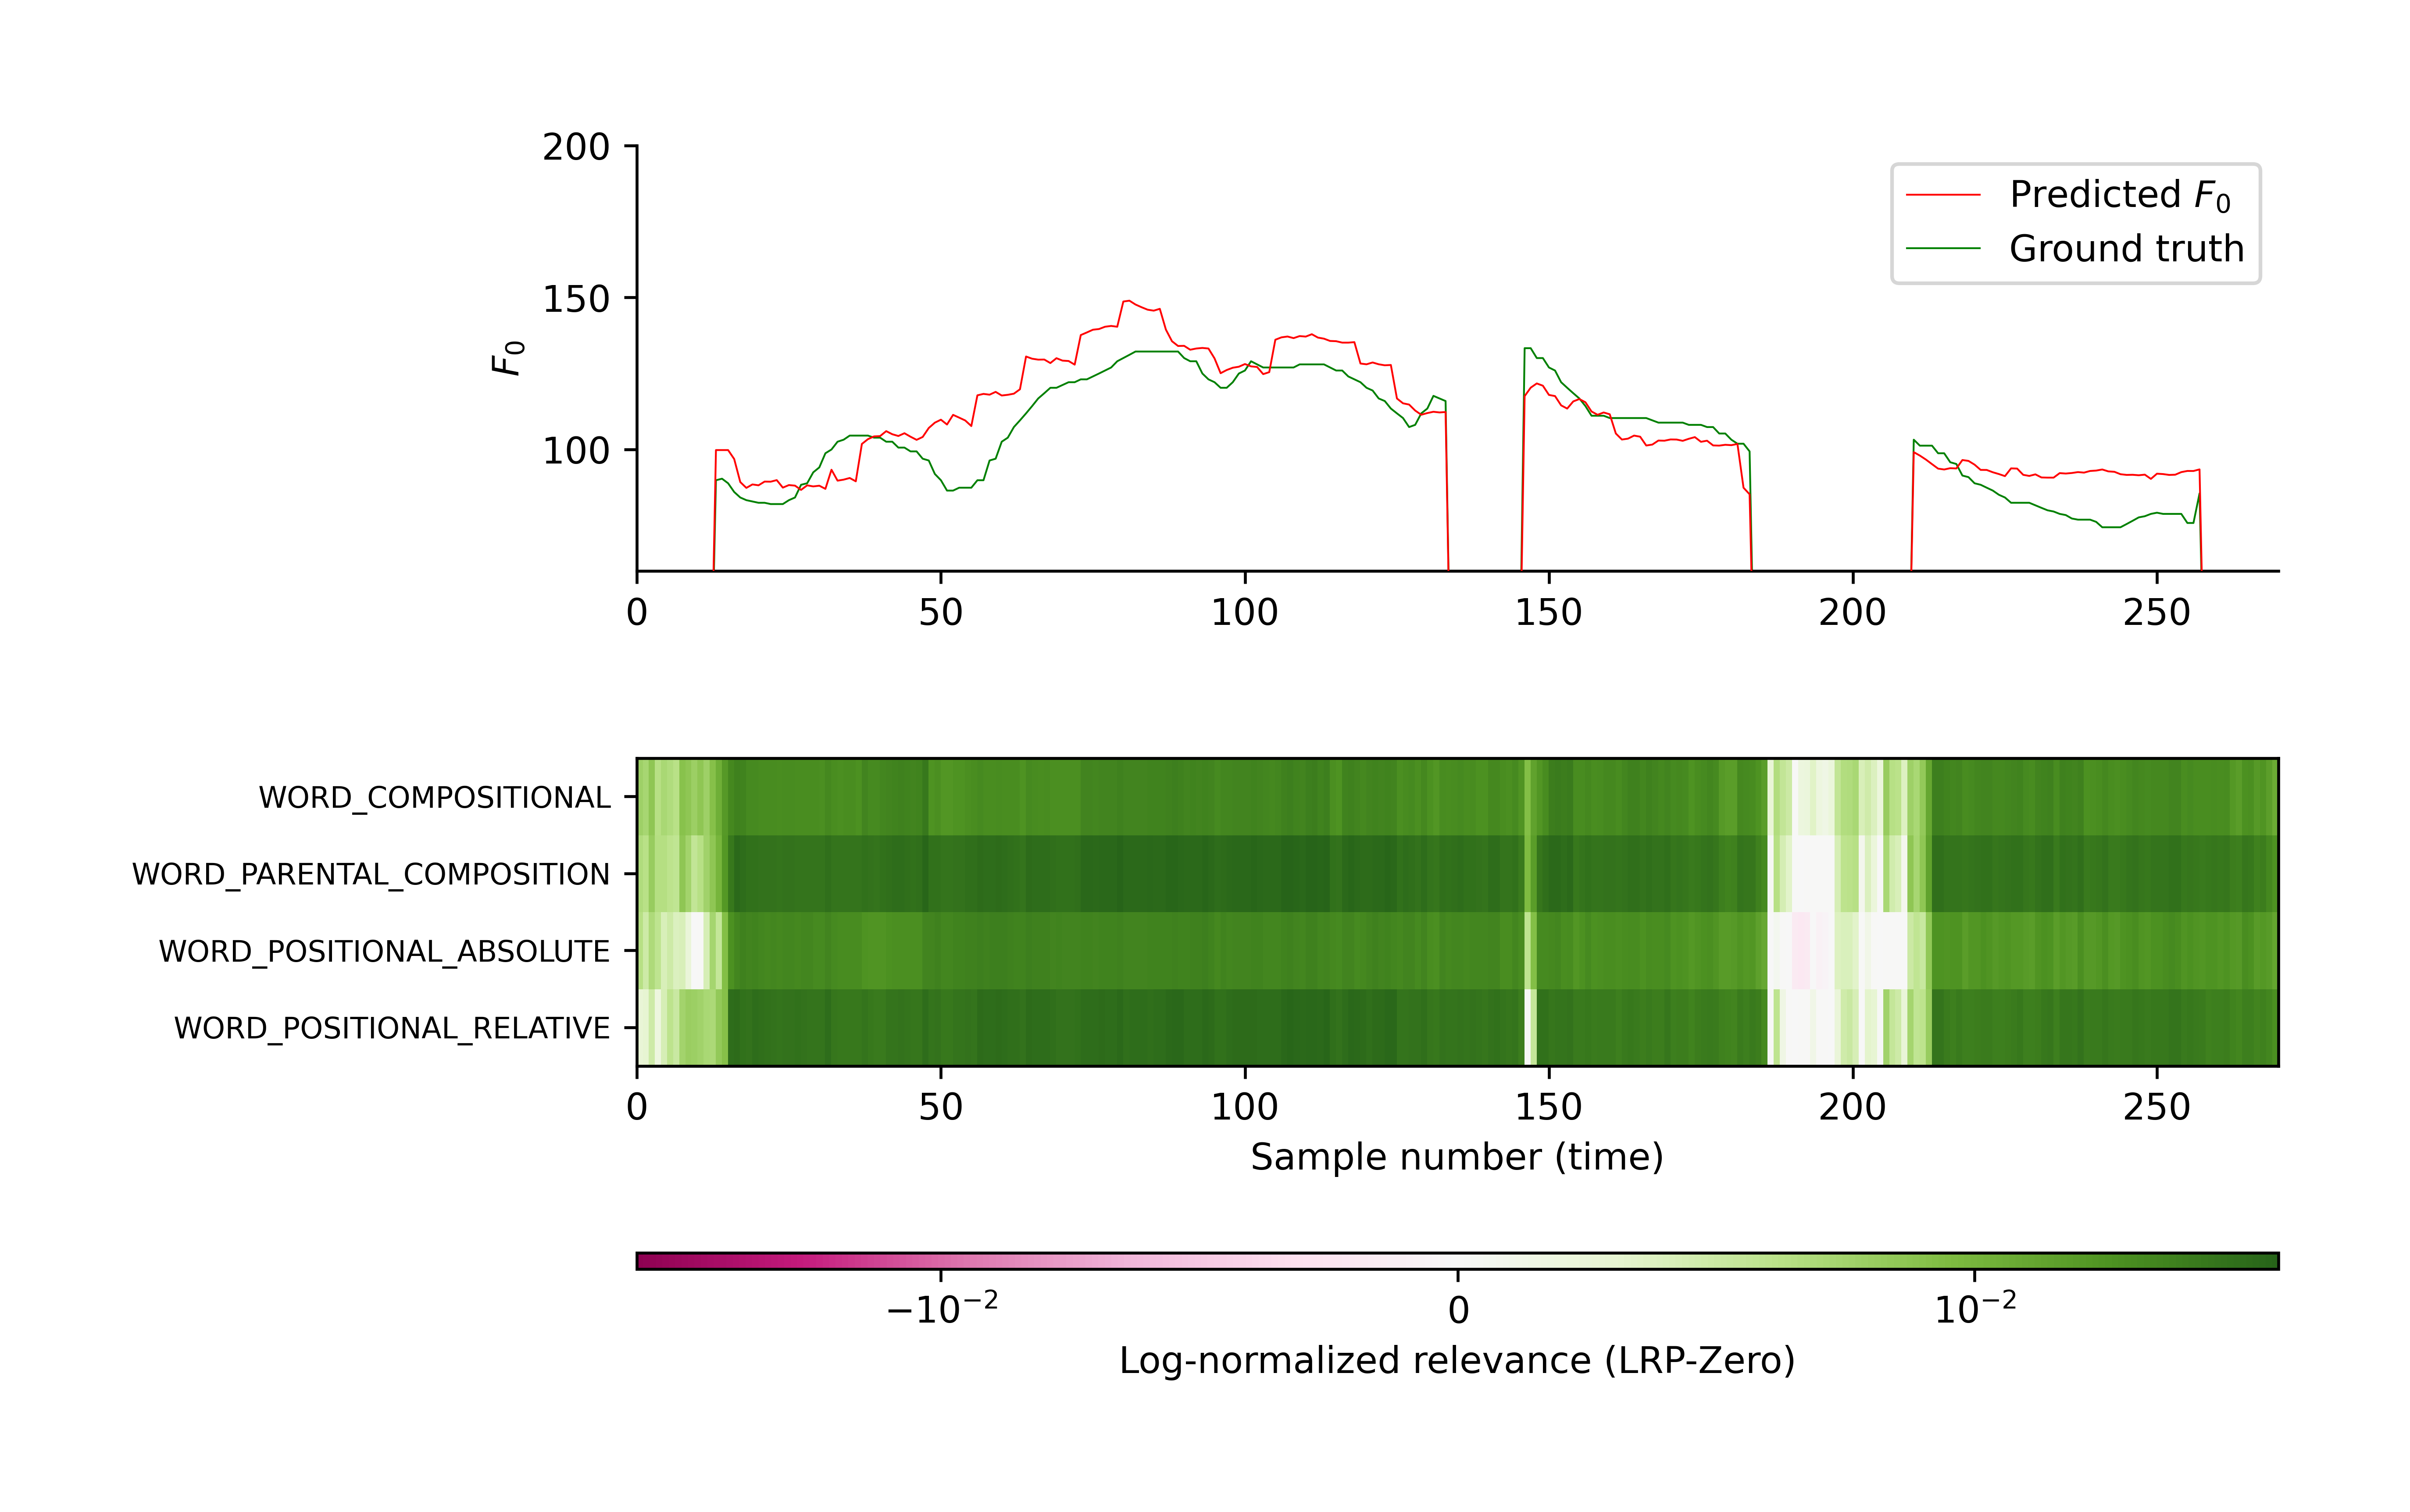 200
150
100
F₀
Predicted F₀
Ground truth
0 50 100 150 200 250
WORD_COMPOSITIONAL
WORD_PARENTAL_COMPOSITION
WORD_POSITIONAL_ABSOLUTE
WORD_POSITIONAL_RELATIVE
0 50 100 150 200 250
Sample number (time)
−10⁻² 0 10⁻²
Log-normalized relevance (LRP-Zero)